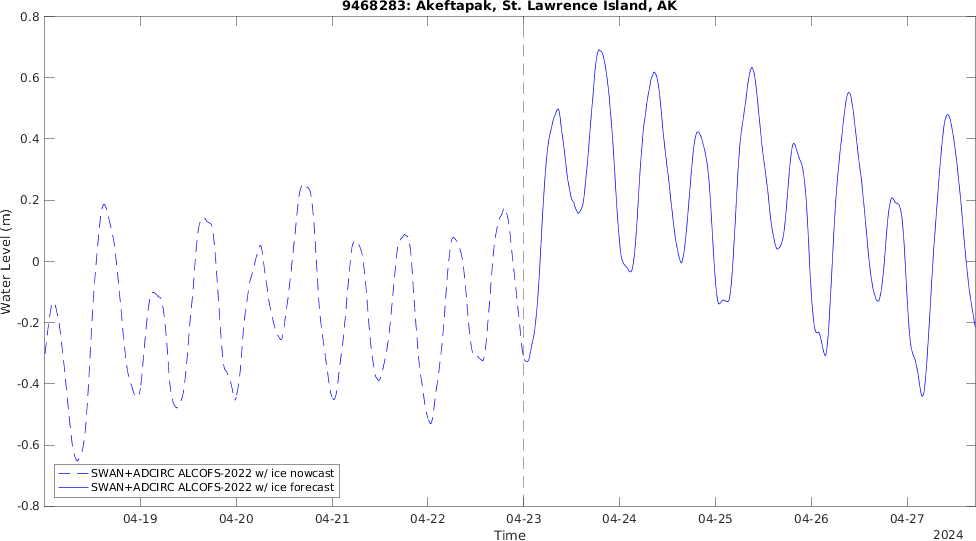 9468283: Akeftapak, St. Lawrence Island, AK
0.8
0.6
0.4
0.2
0
-0.2
-0.4
-0.6
-0.8
Water Level (m)
SWAN+ADCIRC ALCOFS-2022 w/ ice nowcast
SWAN+ADCIRC ALCOFS-2022 w/ ice forecast
04-19 04-20 04-21 04-22 04-23 04-24 04-25 04-26 04-27
Time
2024